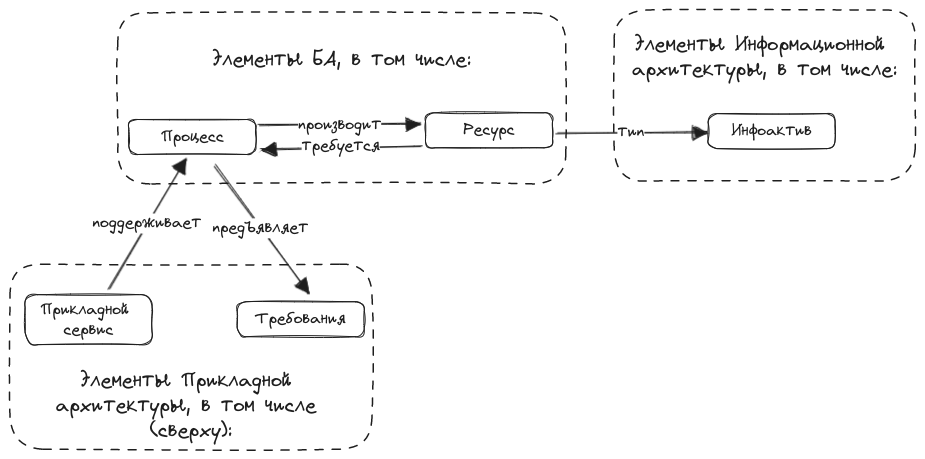 Элементы БА, в том числе:
Элементы Информационной
архитектуры, в том числе:
Процесс
производит
требуется
Ресурс
тип
Инфоактив
поддерживает
предъявляет
Прикладной
сервис
Требования
Элементы Прикладной
архитектуры, в том числе
(сверху):